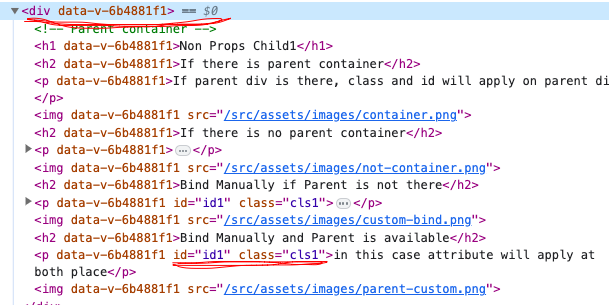 ▼<div data-v-6b4881f1> == $0
<!-- Parent container -->
<h1 data-v-6b4881f1>Non Props Child1</h1>
<h2 data-v-6b4881f1>If there is parent container</h2>
<p data-v-6b4881f1>If parent div is there, class and id will apply on parent di
</p>
<img data-v-6b4881f1 src="/src/assets/images/container.png">
<h2 data-v-6b4881f1>If there is no parent container</h2>
▶<p data-v-6b4881f1>…</p>
<img data-v-6b4881f1 src="/src/assets/images/not-container.png">
<h2 data-v-6b4881f1>Bind Manually if Parent is not there</h2>
▶<p data-v-6b4881f1 id="id1" class="cls1">…</p>
<img data-v-6b4881f1 src="/src/assets/images/custom-bind.png">
<h2 data-v-6b4881f1>Bind Manually and Parent is available</h2>
<p data-v-6b4881f1 id="id1" class="cls1">in this case attribute will apply at
both place</p>
<img data-v-6b4881f1 src="/src/assets/images/parent-custom.png">
</div>